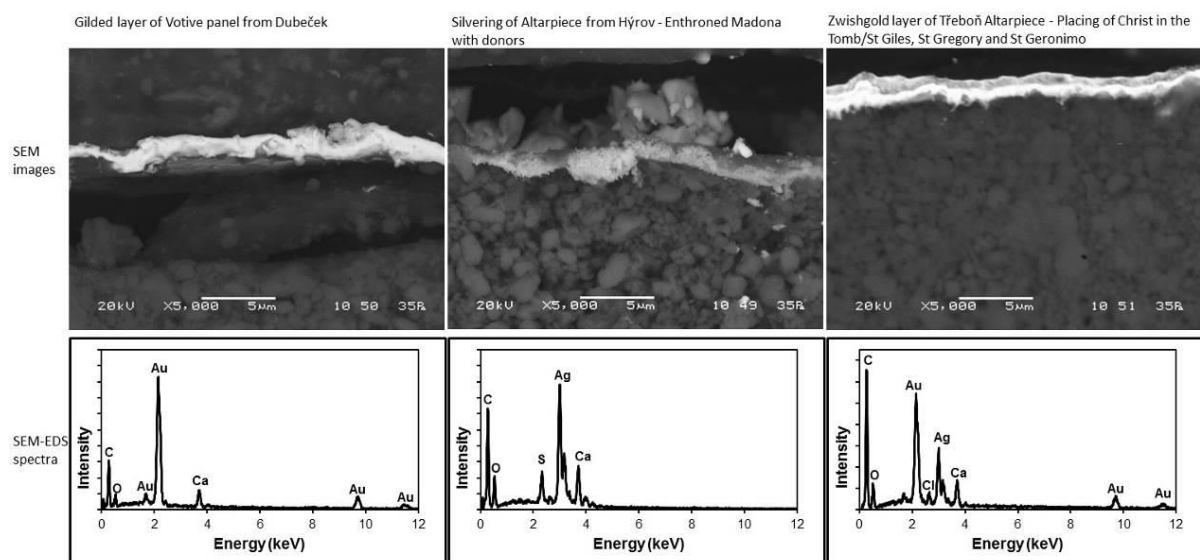 Gilded layer of Votive panel from Dubeček
Silvering of Altarpiece from Hýrov - Enthroned Madona
with donors
Zwishgold layer of Třeboň Altarpiece - Placing of Christ in the
Tomb/St Giles, St Gregory and St Geronimo
SEM
images
20kV X5,000 5µm 10 50 35
20kV X5,000 5µm 10 49 35
20kV X5,000 5µm 10 51 35
SEM-EDS
spectra
Intensity
C
O
Au
Au
Ca
Au
Au
0 2 4 6 8 10 12
Energy (keV)
Intensity
C
O
S
Ag
Ca
0 2 4 6 8 10 12
Energy (keV)
Intensity
C
O
Au
Cl
Ag
Ca
Au
Au
0 2 4 6 8 10 12
Energy (keV)